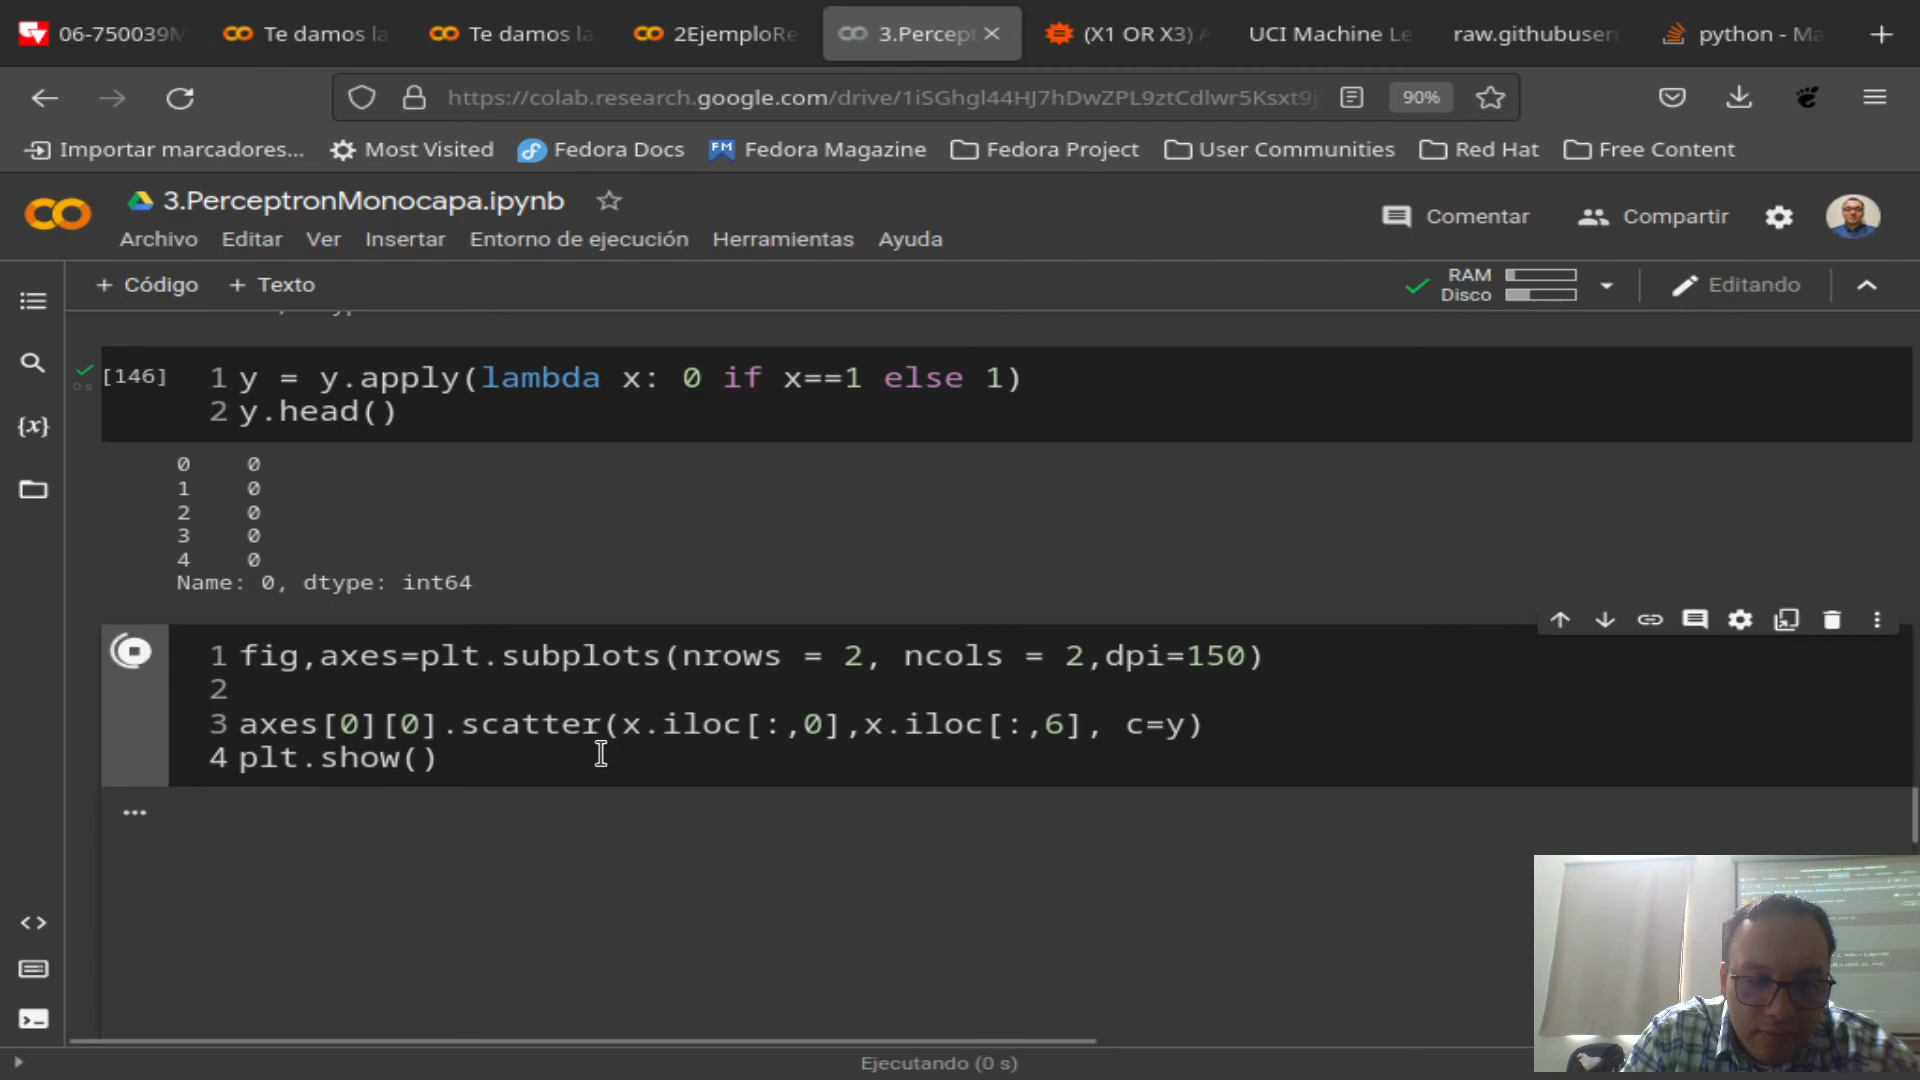 06-750039M
Te damos la
Te damos la
2EjemploRe
3.Percept
(X1 OR X3) A
UCI Machine Le
raw.githubuserc
python - Ma
https://colab.research.google.com/drive/1iSGhgl44HJ7hDwZPL9ztCdlwr5Ksxt9j
90%
Importar marcadores...
Most Visited
Fedora Docs
FM Fedora Magazine
Fedora Project
User Communities
Red Hat
Free Content
3.PerceptronMonocapa.ipynb
Comentar
Compartir
Archivo Editar Ver Insertar Entorno de ejecución Herramientas Ayuda
+ Código + Texto
RAM
Disco
Editando
{x}
0 s
[146]
1 y = y.apply(lambda x: 0 if x==1 else 1)
2 y.head()
0 0
1 0
2 0
3 0
4 0
Name: 0, dtype: int64
1 fig,axes=plt.subplots(nrows = 2, ncols = 2,dpi=150)
2
3 axes[0][0].scatter(x.iloc[:,0],x.iloc[:,6], c=y)
4 plt.show()
...
Ejecutando (0 s)